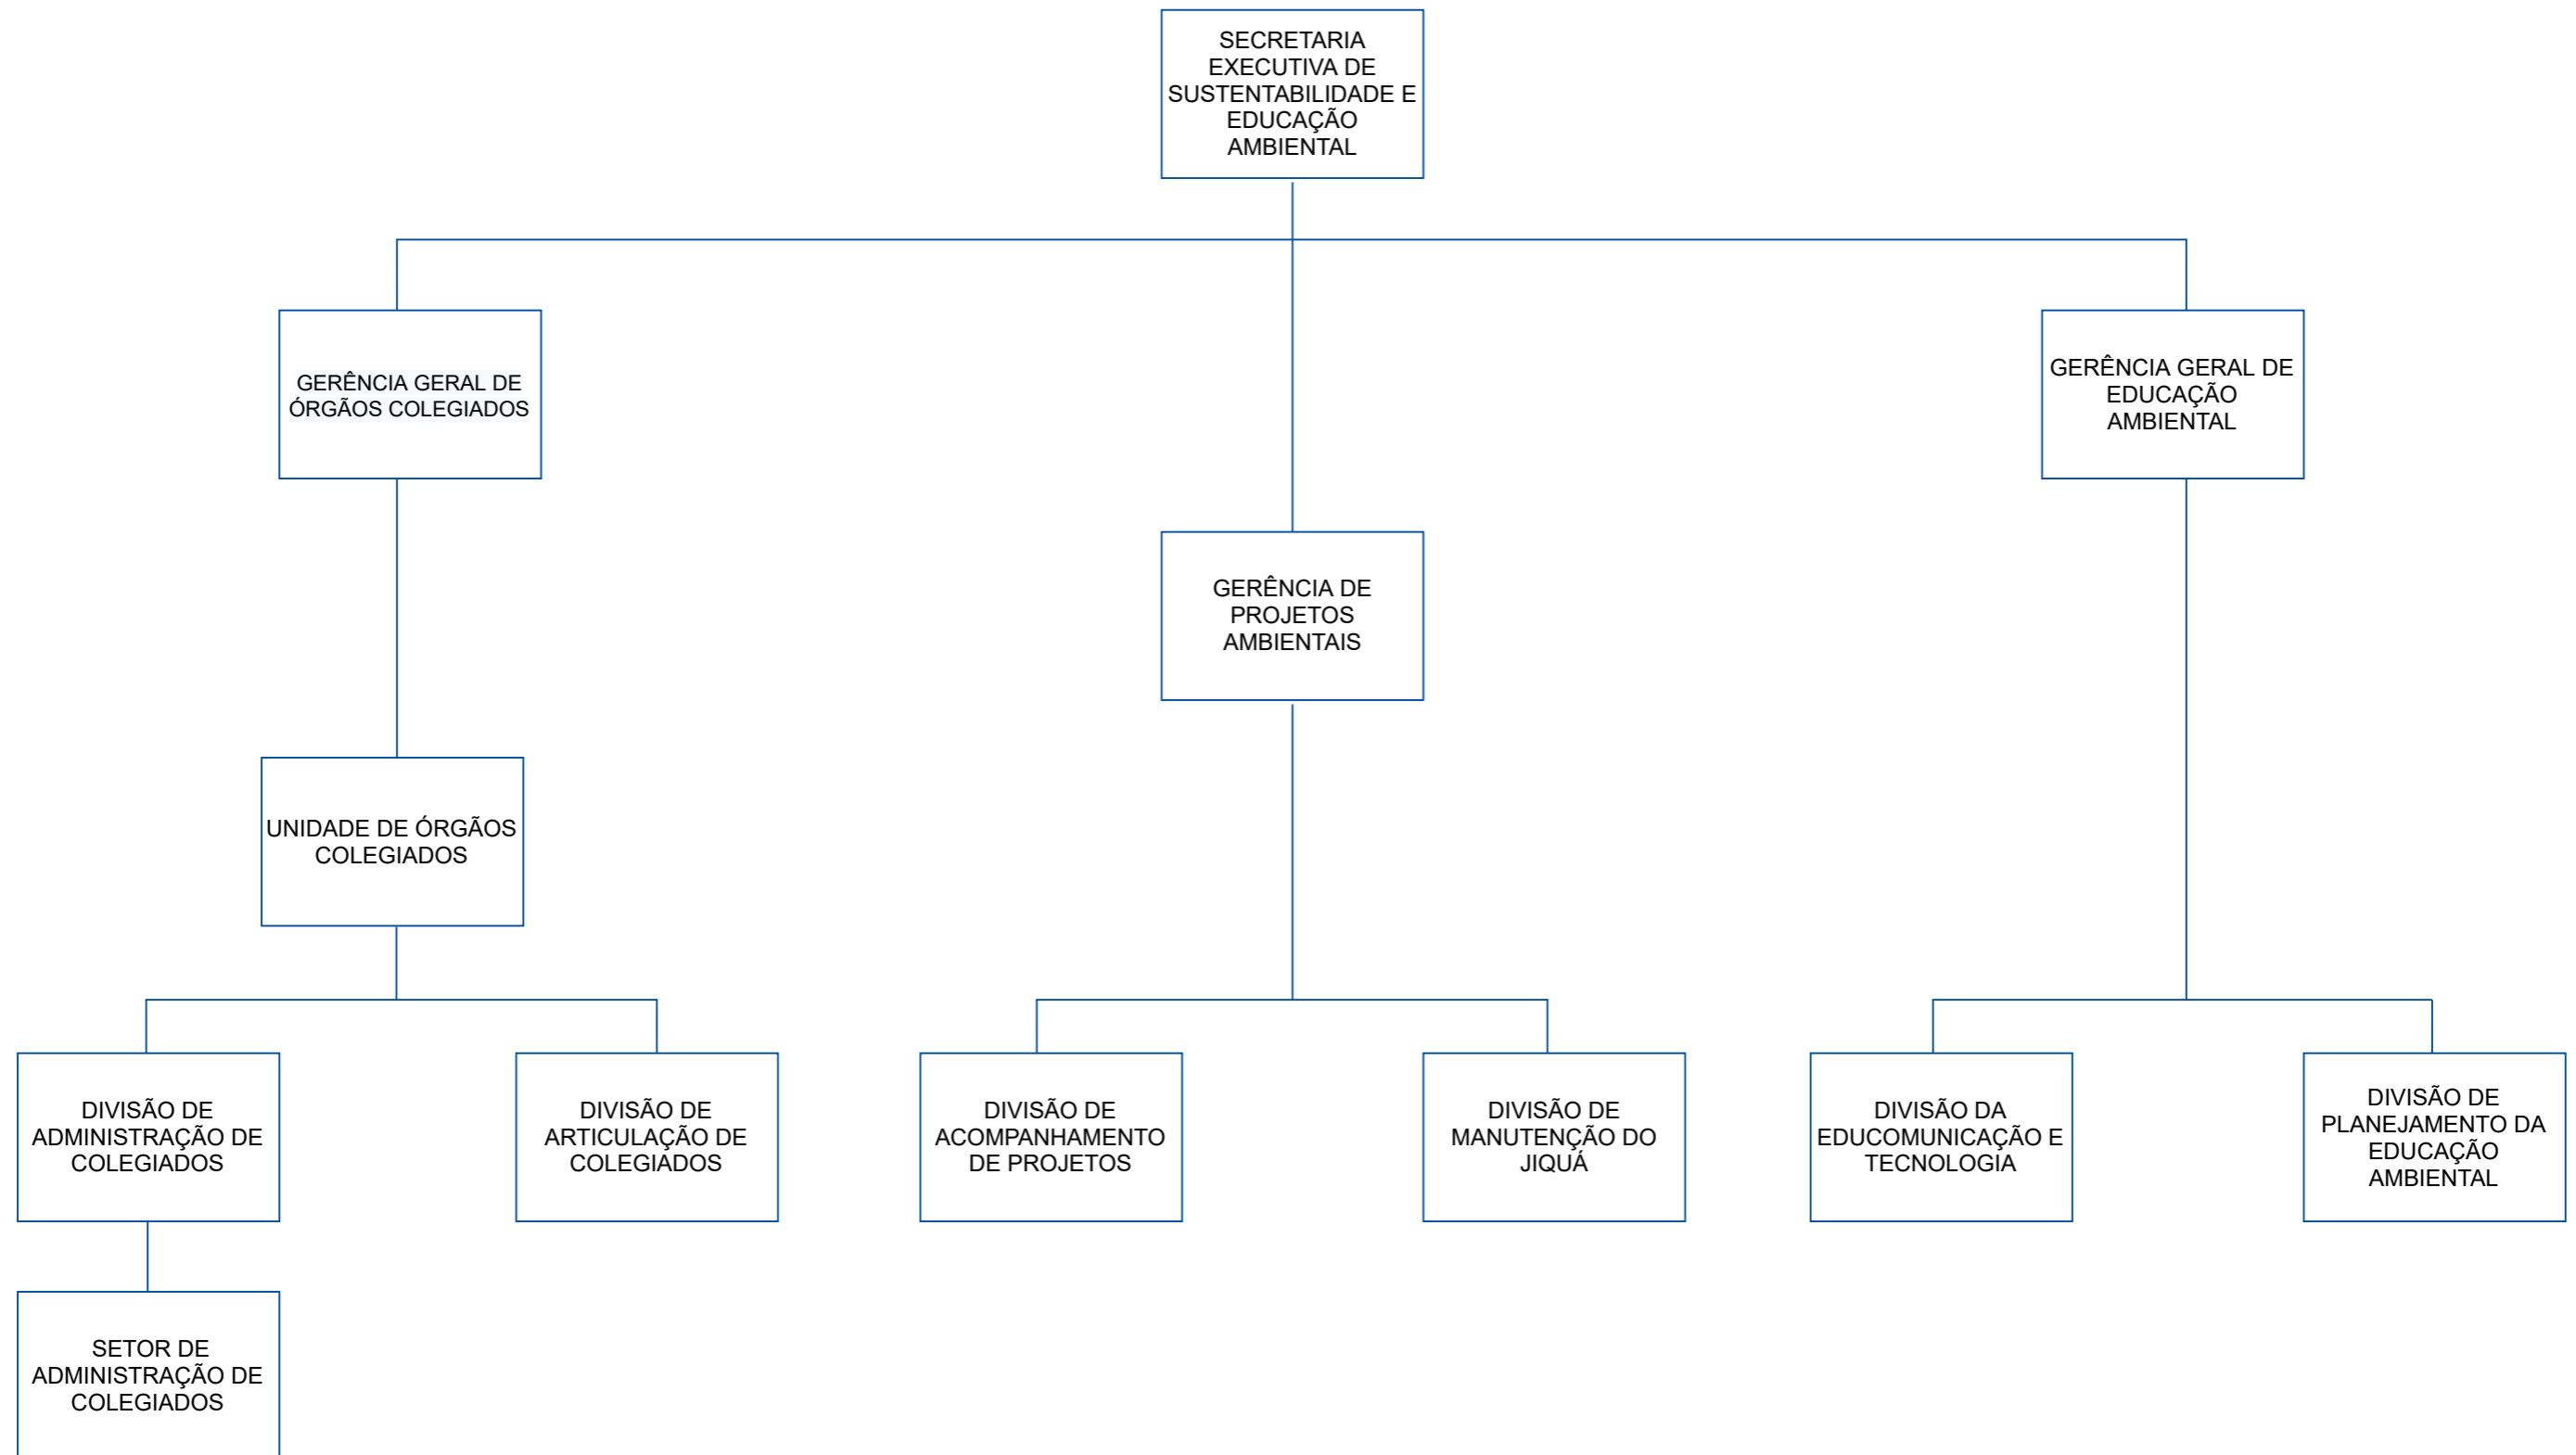 SECRETARIA
EXECUTIVA DE
SUSTENTABILIDADE E
EDUCAÇÃO
AMBIENTAL
GERÊNCIA GERAL DE
ÓRGÃOS COLEGIADOS
GERÊNCIA GERAL DE
EDUCAÇÃO
AMBIENTAL
GERÊNCIA DE
PROJETOS
AMBIENTAIS
UNIDADE DE ÓRGÃOS
COLEGIADOS
DIVISÃO DE
ADMINISTRAÇÃO DE
COLEGIADOS
DIVISÃO DE
ARTICULAÇÃO DE
COLEGIADOS
DIVISÃO DE
ACOMPANHAMENTO
DE PROJETOS
DIVISÃO DE
MANUTENÇÃO DO
JIQUÁ
DIVISÃO DA
EDUCOMUNICAÇÃO E
TECNOLOGIA
DIVISÃO DE
PLANEJAMENTO DA
EDUCAÇÃO
AMBIENTAL
SETOR DE
ADMINISTRAÇÃO DE
COLEGIADOS